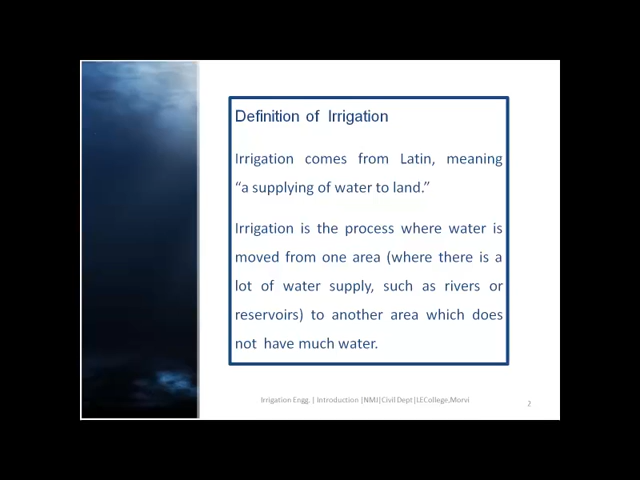 Definition of Irrigation
Irrigation comes from Latin, meaning
“a supplying of water to land.”
Irrigation is the process where water is
moved from one area (where there is a
lot of water supply, such as rivers or
reservoirs) to another area which does
not have much water.
Irrigation Engg. | Introduction |NMJ|Civil Dept|LECollege,Morvi
2